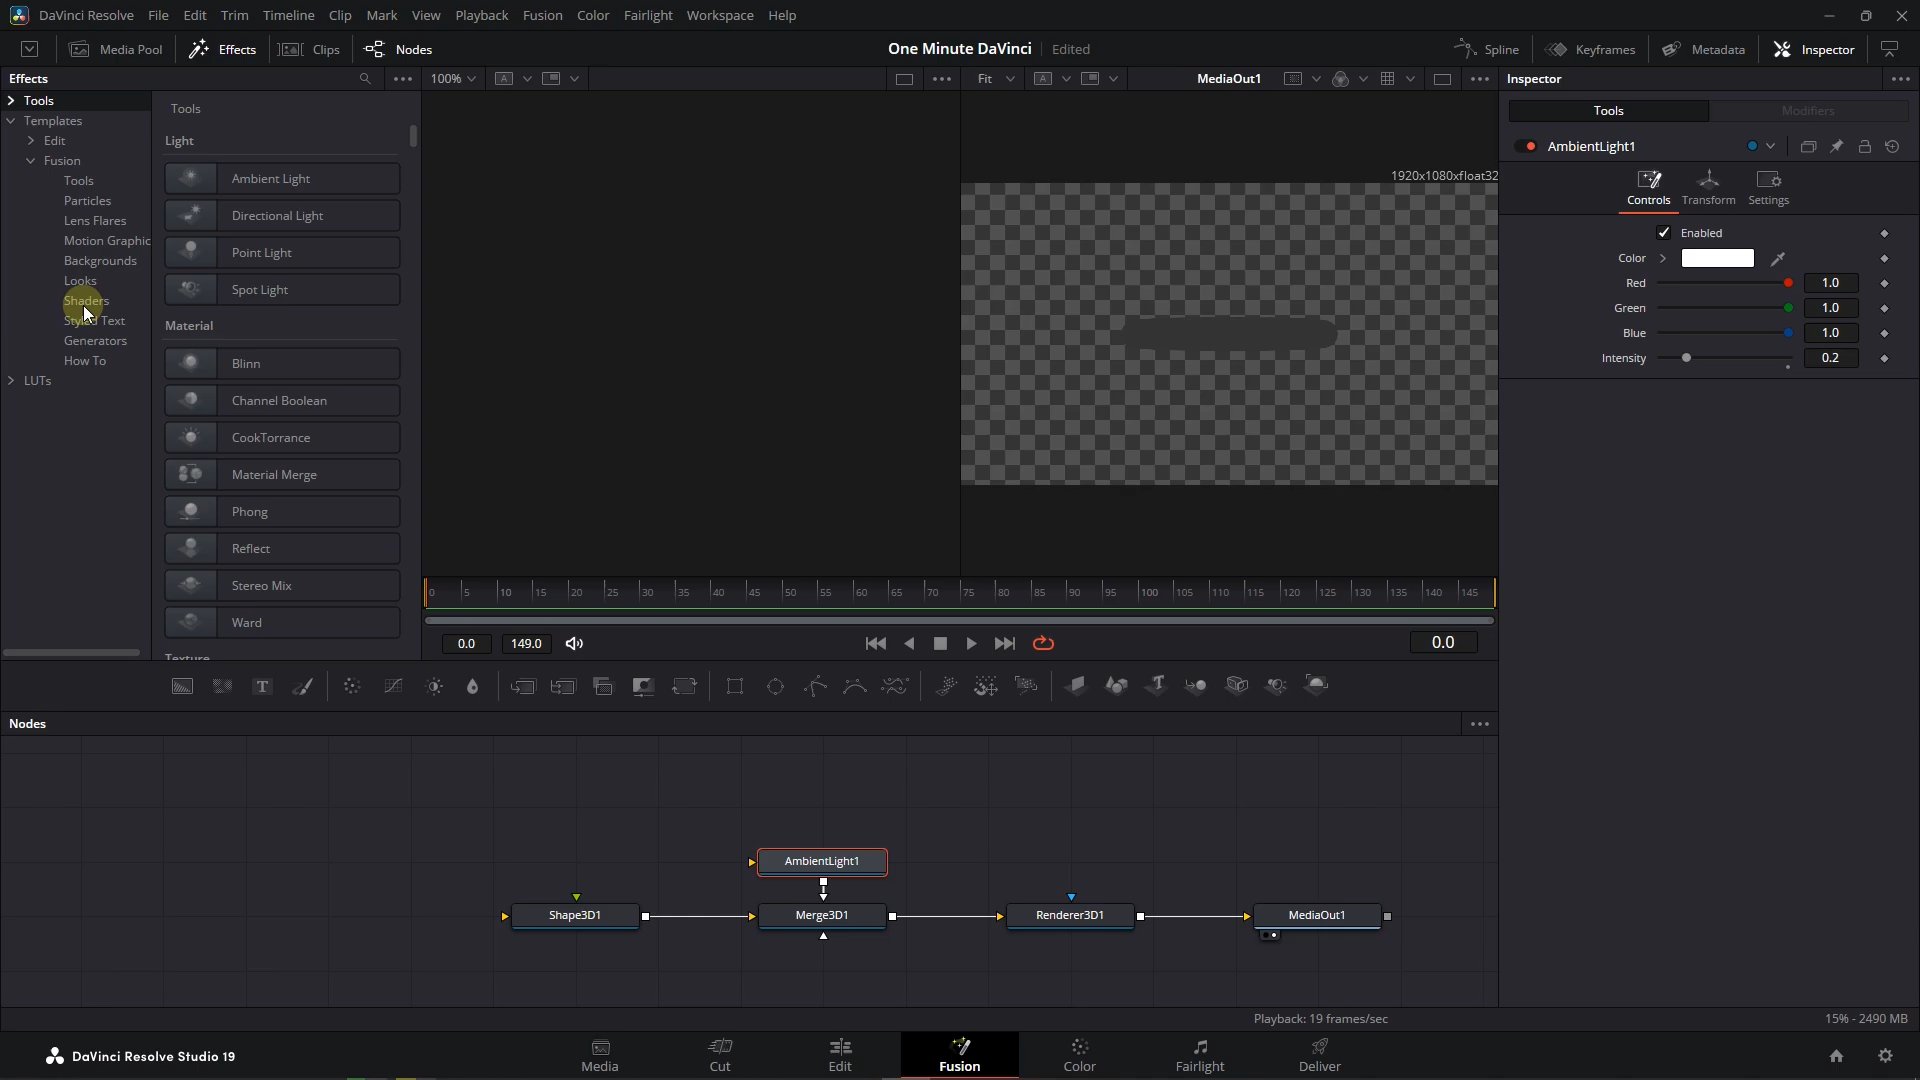 DaVinci Resolve File Edit Trim Timeline Clip Mark View Playback Fusion Color Fairlight Workspace Help
Media Pool Effects Clips Nodes One Minute DaVinci Edited Spline Keyframes Metadata Inspector
Effects 100% Fit MediaOut1 Inspector
Tools
Templates
Edit
Fusion
Tools
Particles
Lens Flares
Motion Graphic
Backgrounds
Looks
Shaders
Styled Text
Generators
How To
LUTs
Tools
Light
Ambient Light
Directional Light
Point Light
Spot Light
Material
Blinn
Channel Boolean
CookTorrance
Material Merge
Phong
Reflect
Stereo Mix
Ward
Texture
1920x1080xfloat32
Tools Modifiers
AmbientLight1
Controls Transform Settings
Enabled
Color
Red 1.0
Green 1.0
Blue 1.0
Intensity 0.2
0 5 10 15 20 25 30 35 40 45 50 55 60 65 70 75 80 85 90 95 100 105 110 115 120 125 130 135 140 145
0.0 149.0 0.0
Nodes
AmbientLight1
Shape3D1 Merge3D1 Renderer3D1 MediaOut1
Playback: 19 frames/sec 15% - 2490 MB
DaVinci Resolve Studio 19
Media Cut Edit Fusion Color Fairlight Deliver